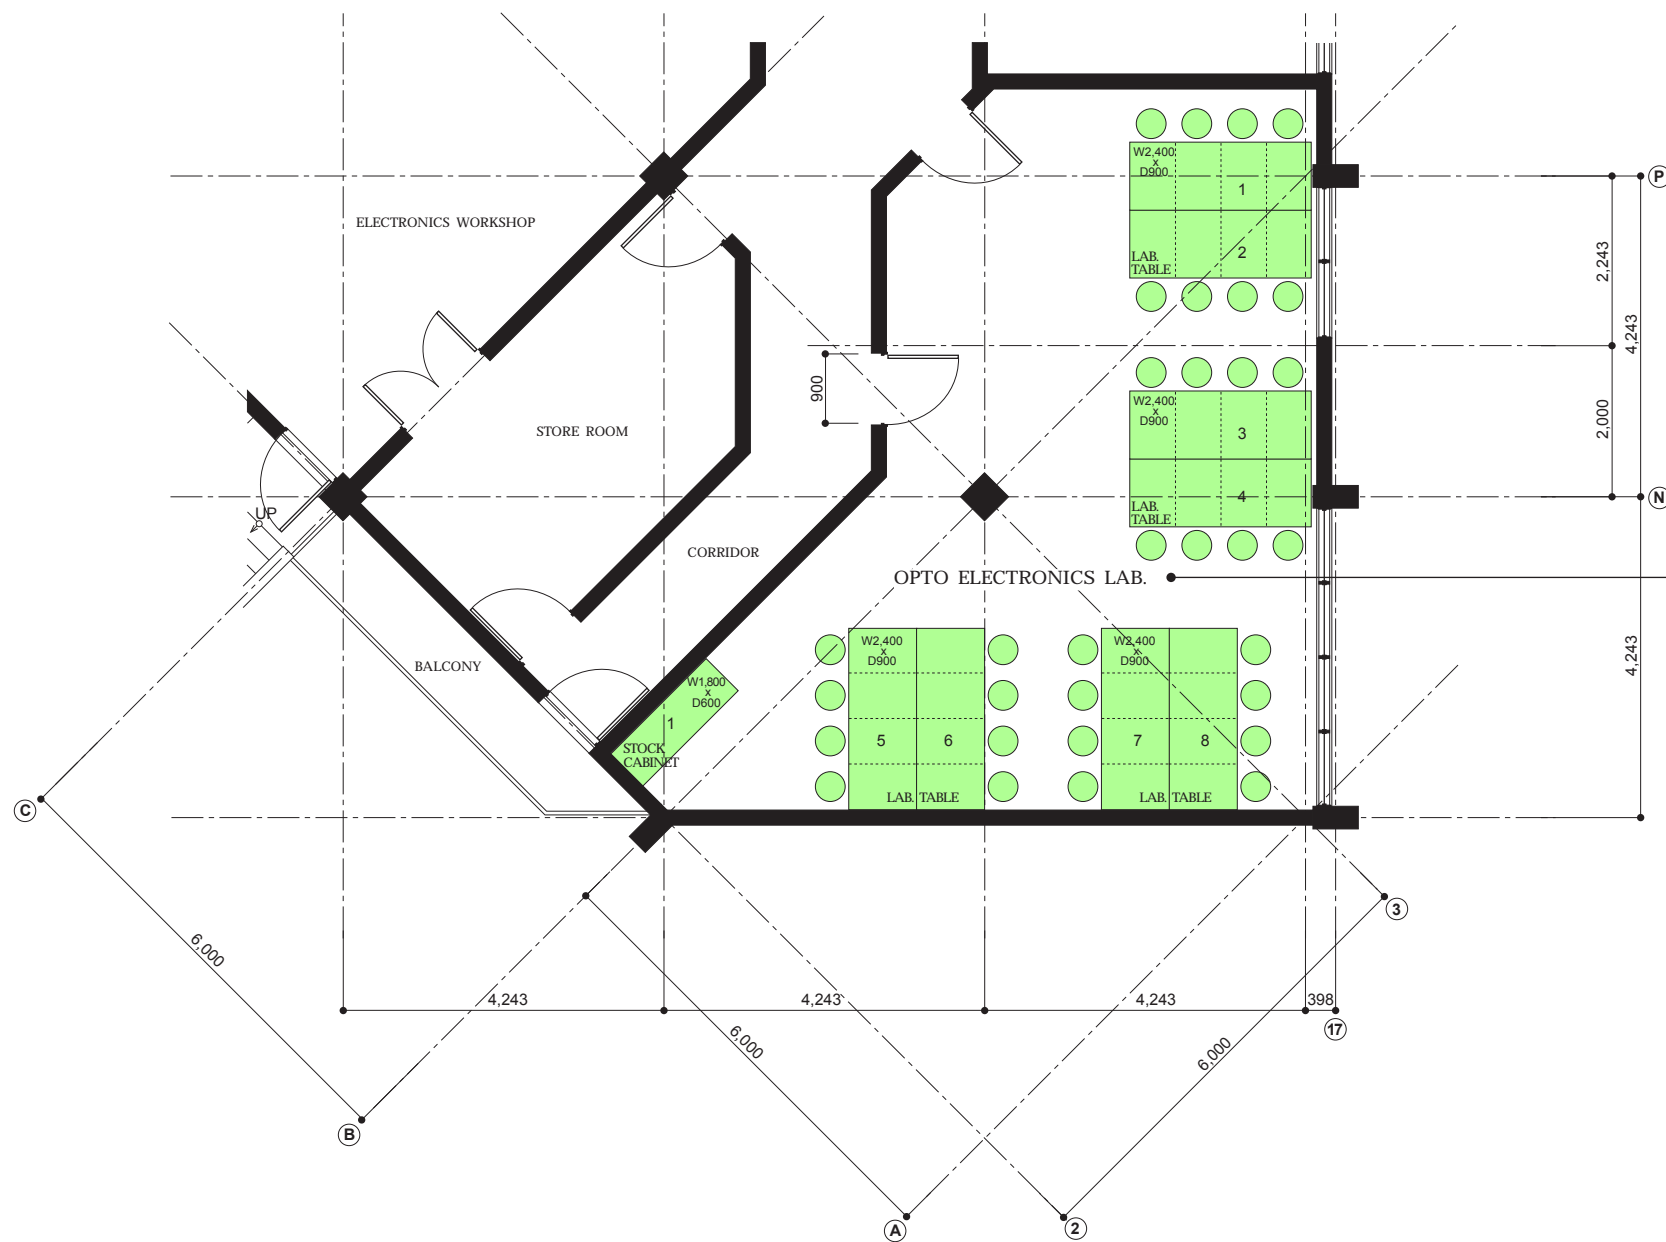 W2,400
x
D900
1
P
ELECTRONICS WORKSHOP
2
LAB.
TABLE
2,243
4,243
900
W2,400
x
D900
3
2,000
STORE ROOM
4
N
LAB.
TABLE
UP
CORRIDOR
OPTO ELECTRONICS LAB.
W2,400
x
D900
W2,400
x
D900
4,243
BALCONY
W1,800
x
D600
1
STOCK
CABINET
5
6
7
8
LAB. TABLE
LAB. TABLE
C
3
6,000
4,243
4,243
4,243
398
17
6,000
6,000
B
A
2